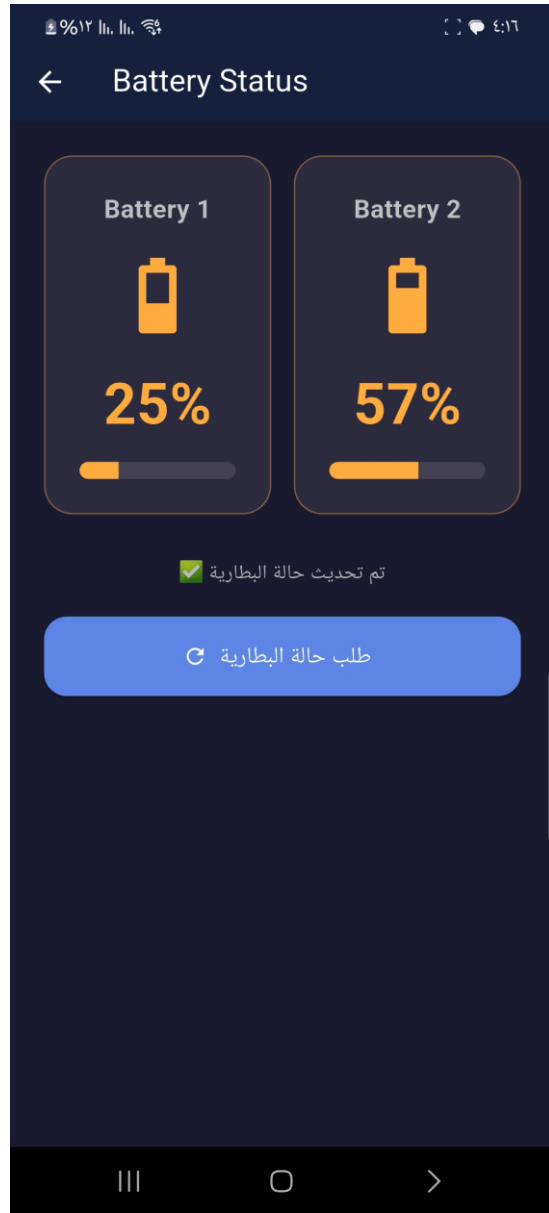 %١٢
٤:١٦
Battery Status
Battery 1
Battery 2
25%
57%
تم تحديث حالة البطارية ✅
طلب حالة البطارية